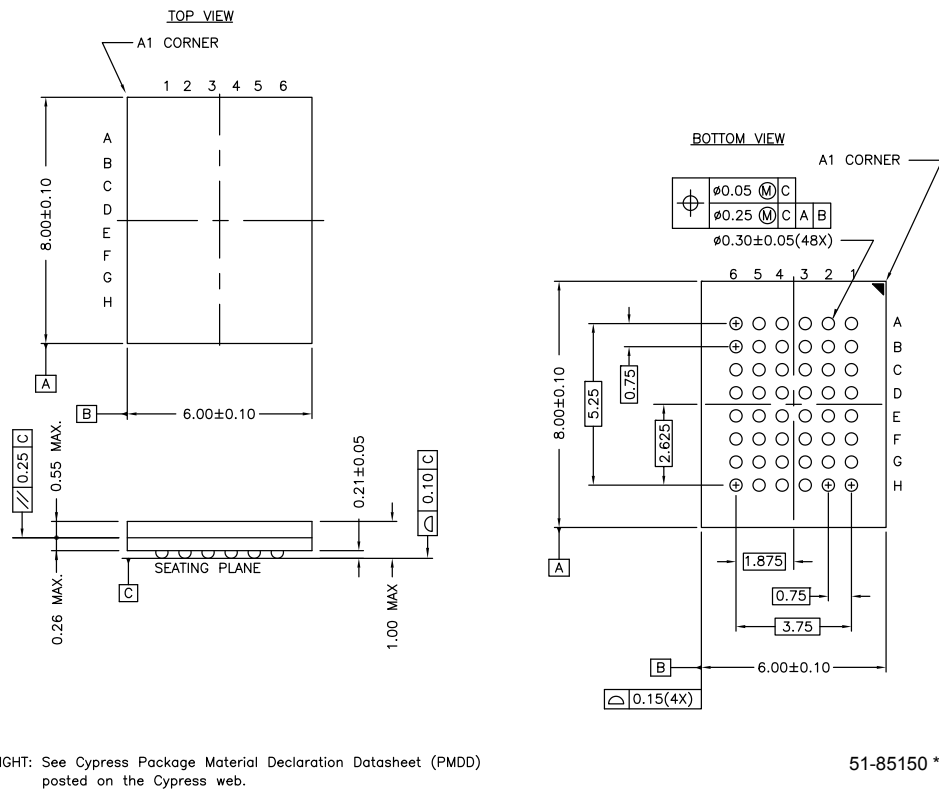 TOP VIEW
A1 CORNER
1 2 3 4 5 6
A
B
C
D
E
F
G
H
8.00±0.10
A
B
6.00±0.10
// 0.25 C
0.55 MAX.
0.21±0.05
⌓ 0.10 C
SEATING PLANE
C
0.26 MAX.
1.00 MAX
BOTTOM VIEW
A1 CORNER
⌖ ø0.05 Ⓜ C
ø0.25 Ⓜ C A B
ø0.30±0.05(48X)
6 5 4 3 2 1
A
B
C
D
E
F
G
H
8.00±0.10
5.25
0.75
2.625
A
1.875
0.75
3.75
B
6.00±0.10
⌓ 0.15(4X)
IGHT: See Cypress Package Material Declaration Datasheet (PMDD)
posted on the Cypress web.
51-85150 *